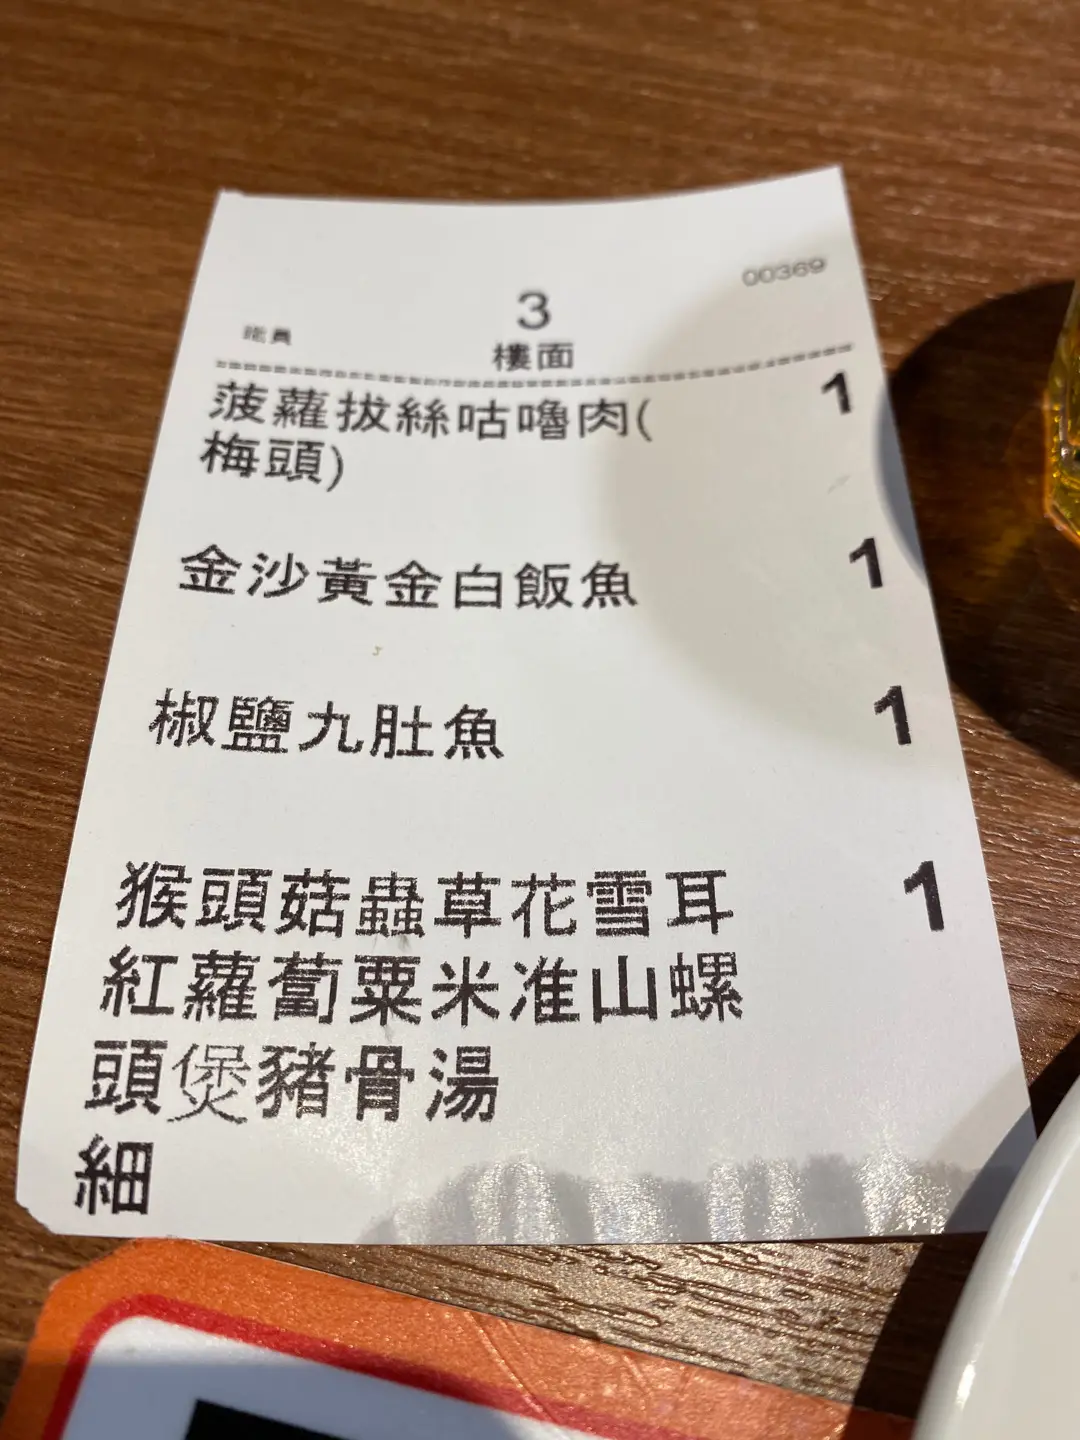 00369
3
樓面
菠蘿拔絲咕嚕肉(
梅頭)
1
金沙黃金白飯魚
1
椒鹽九肚魚
1
猴頭菇蟲草花雪耳
1
紅蘿蔔粟米准山螺
頭煲豬骨湯
細